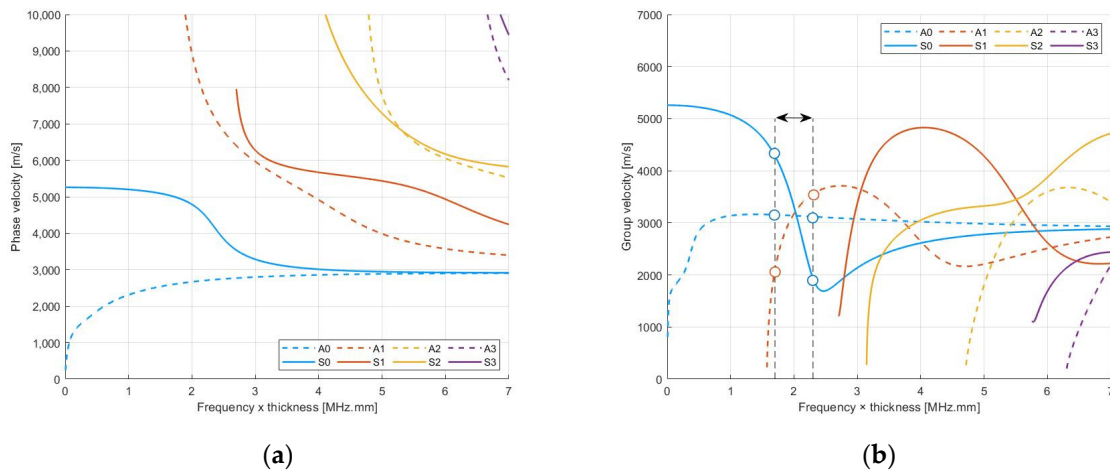 10,000
9,000
8,000
7,000
6,000
5,000
4,000
3,000
2,000
1,000
0
Phase velocity [m/s]
A0 A1 A2 A3
S0 S1 S2 S3
0 1 2 3 4 5 6 7
Frequency x thickness [MHz.mm]
(a)
7000
6000
5000
4000
3000
2000
1000
0
Group velocity [m/s]
A0 A1 A2 A3
S0 S1 S2 S3
0 1 2 3 4 5 6 7
Frequency × thickness [MHz.mm]
(b)